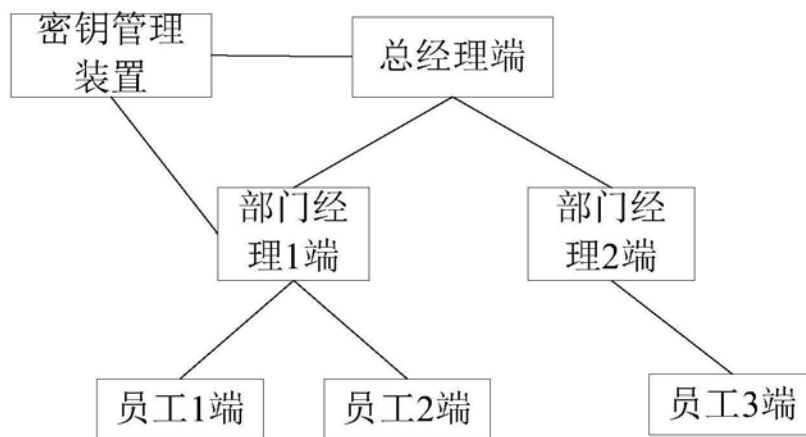 密钥管理
装置
总经理端
部门经
理1端
部门经
理2端
员工1端
员工2端
员工3端